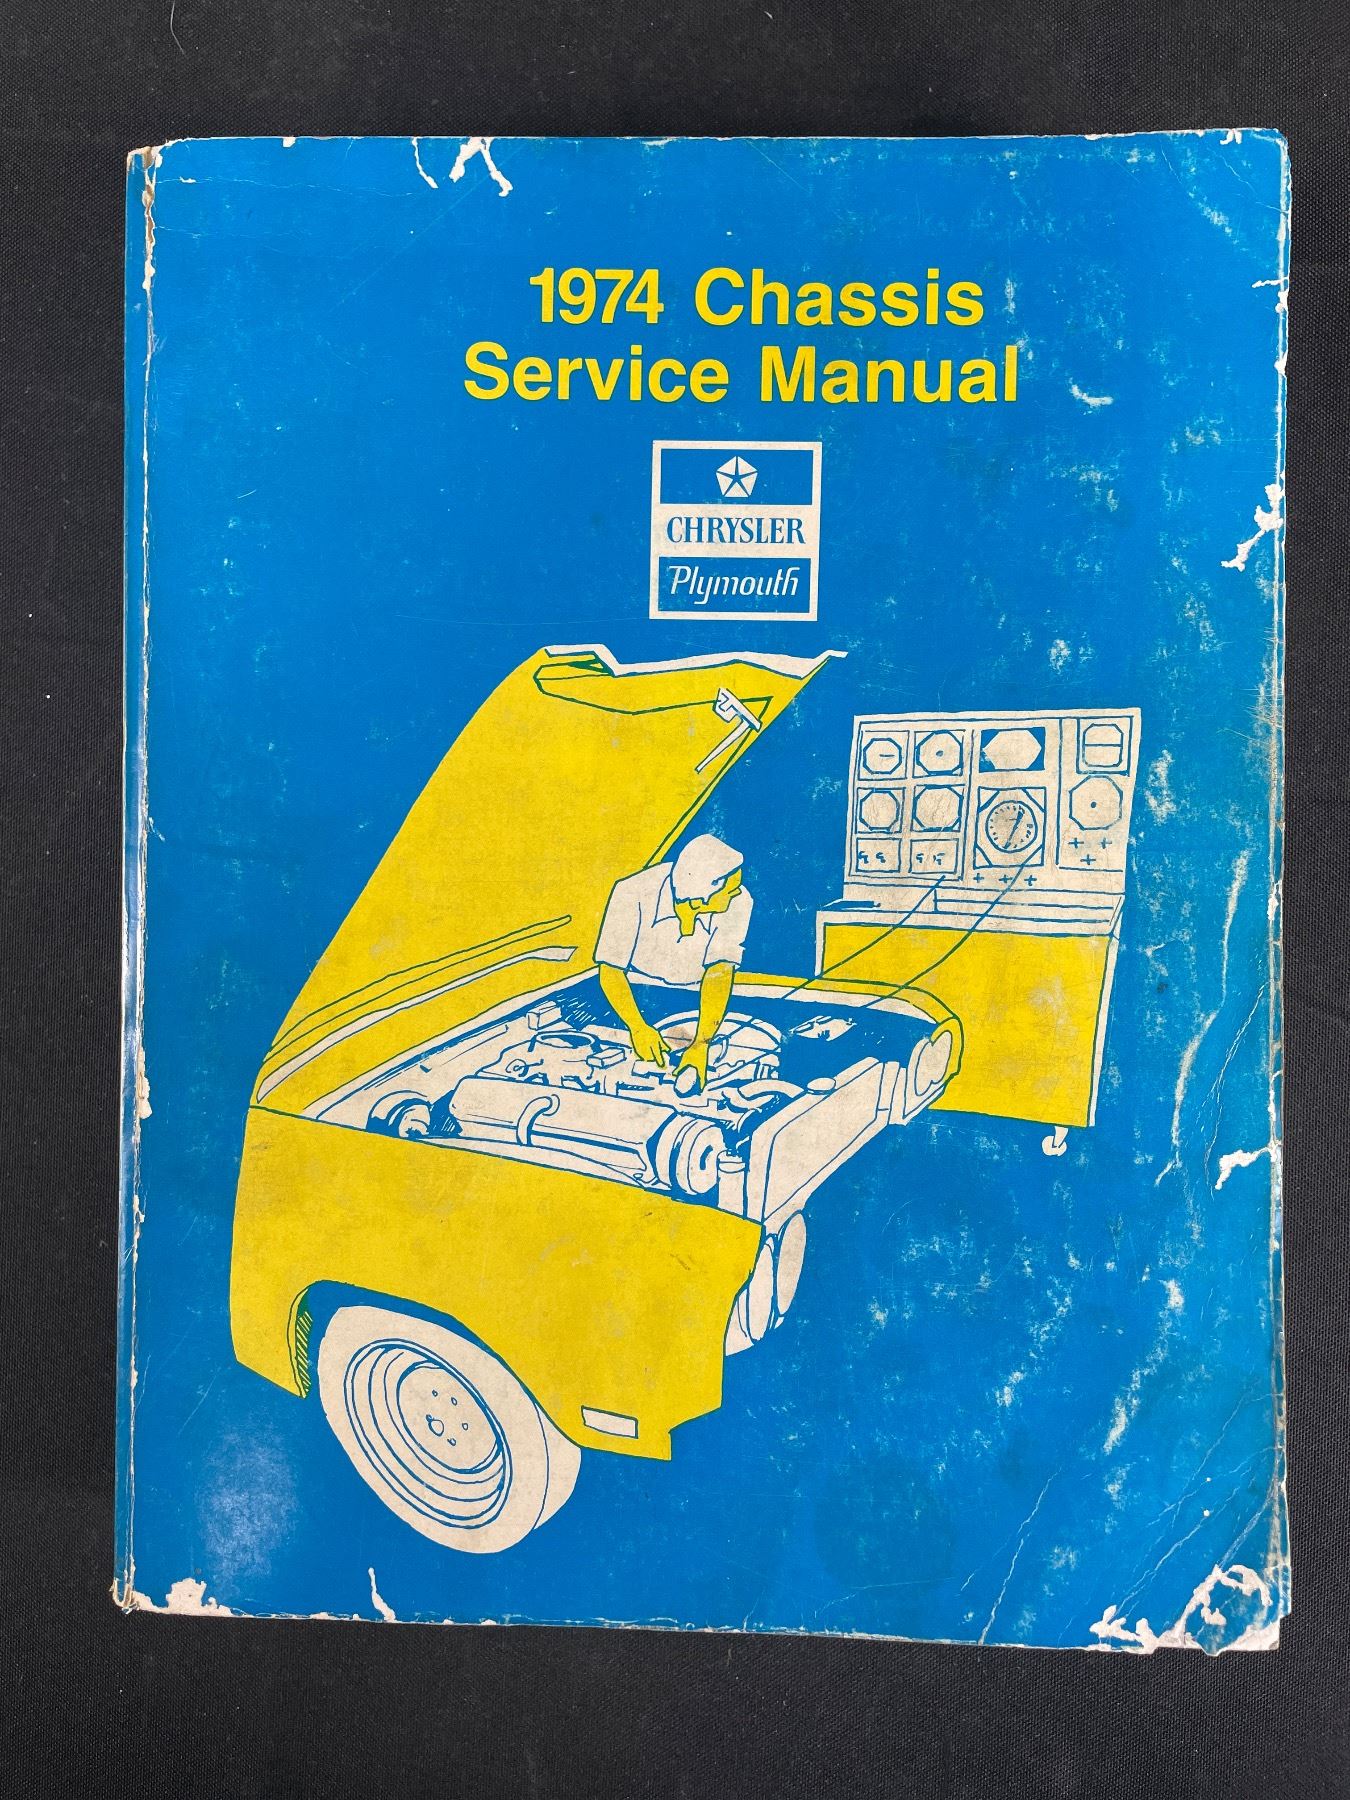 1974 Chassis
Service Manual
CHRYSLER
Plymouth